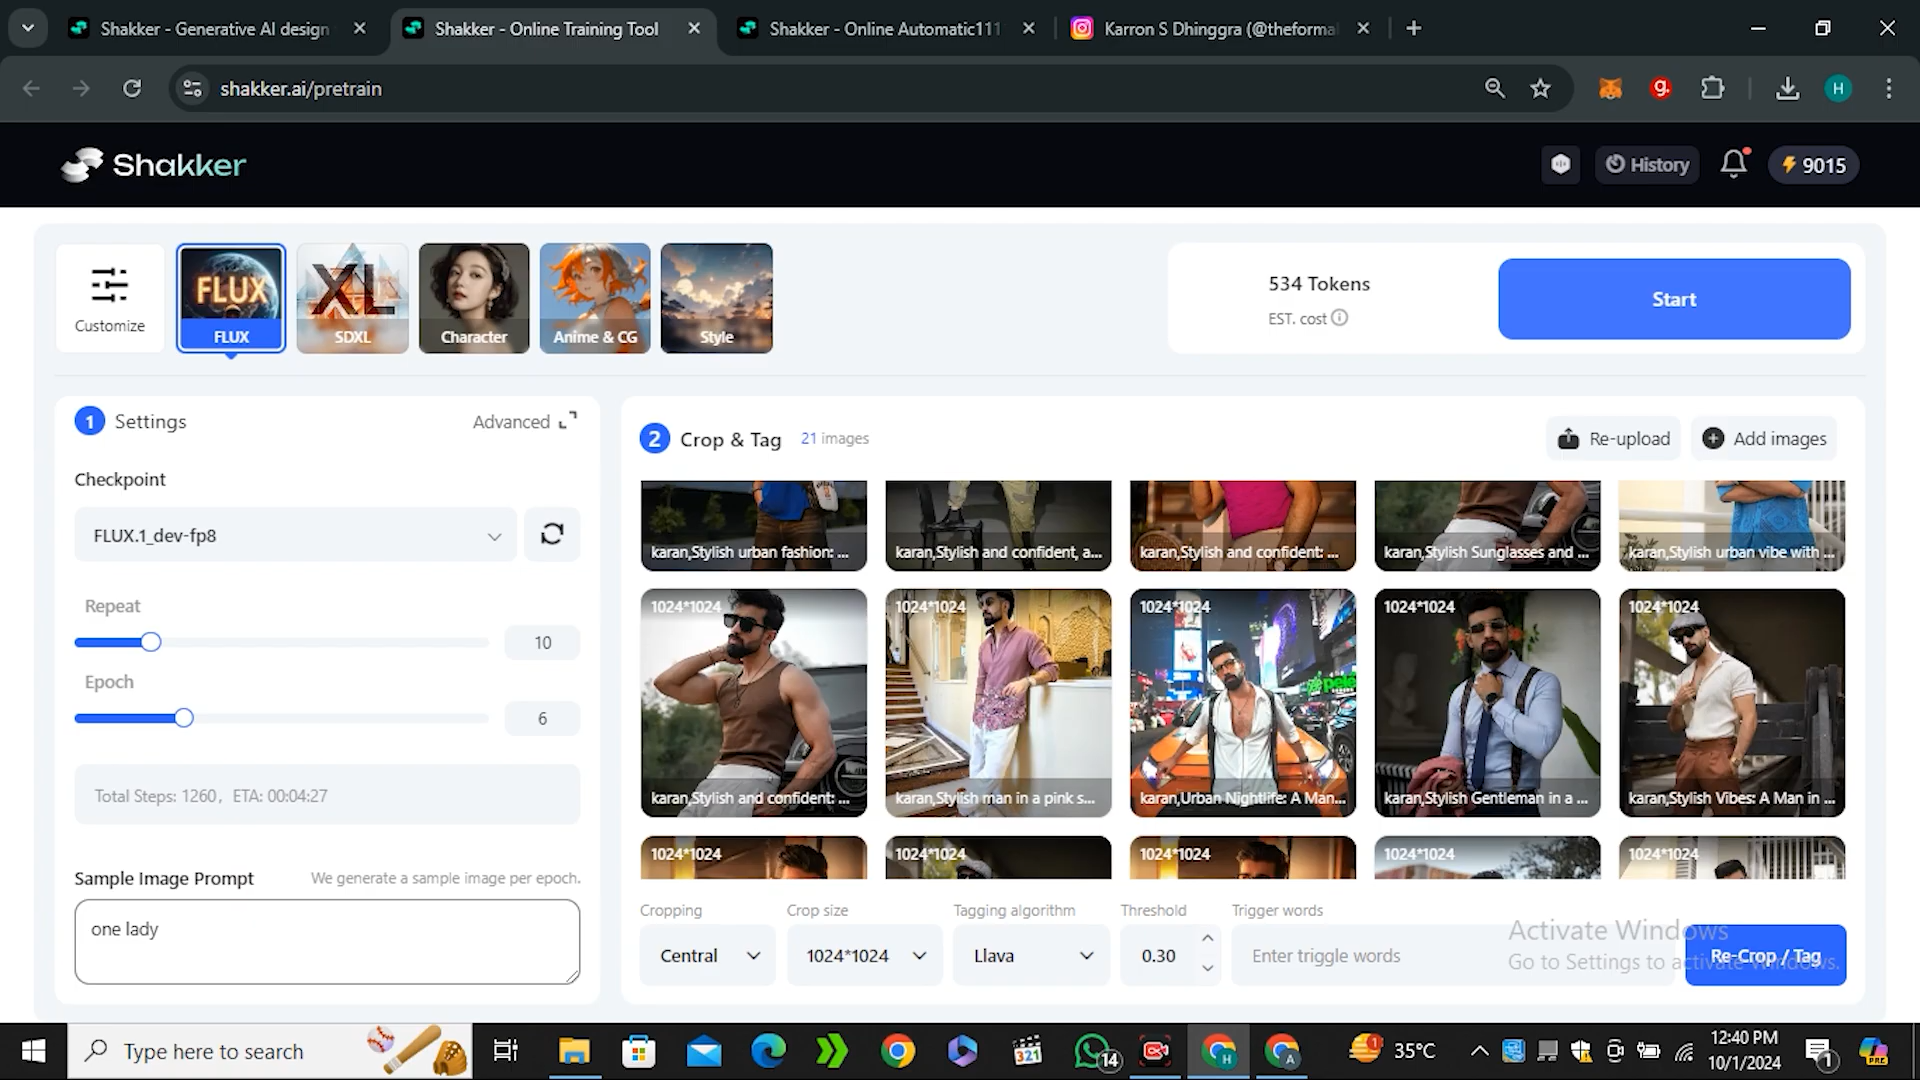 Shakker - Generative AI design
Shakker - Online Training Tool
Shakker - Online Automatic111
Karron S Dhinggra (@theformal
shakker.ai/pretrain
g.
H
Shakker
History
9015
Customize
FLUX
FLUX
XL
SDXL
Character
Anime & CG
Style
534 Tokens
EST. cost
Start
1 Settings
Advanced
Checkpoint
FLUX.1_dev-fp8
Repeat
10
Epoch
6
Total Steps: 1260, ETA: 00:04:27
Sample Image Prompt
We generate a sample image per epoch.
one lady
2 Crop & Tag 21 images
Re-upload
Add images
karan,Stylish urban fashion: ...
karan,Stylish and confident, a...
karan,Stylish and confident: ...
karan,Stylish Sunglasses and ...
karan,Stylish urban vibe with ...
1024*1024
1024*1024
1024*1024
1024*1024
1024*1024
karan,Stylish and confident: ...
karan,Stylish man in a pink s...
karan,Urban Nightlife: A Man...
karan,Stylish Gentleman in a ...
karan,Stylish Vibes: A Man in ...
1024*1024
1024*1024
1024*1024
1024*1024
1024*1024
Cropping
Crop size
Tagging algorithm
Threshold
Trigger words
Central
1024*1024
Llava
0.30
Enter triggle words
Re-Crop / Tag
Activate Windows
Go to Settings to activate Windows.
Type here to search
321
14
H
A
1
35°C
12:40 PM
10/1/2024
1
PRE